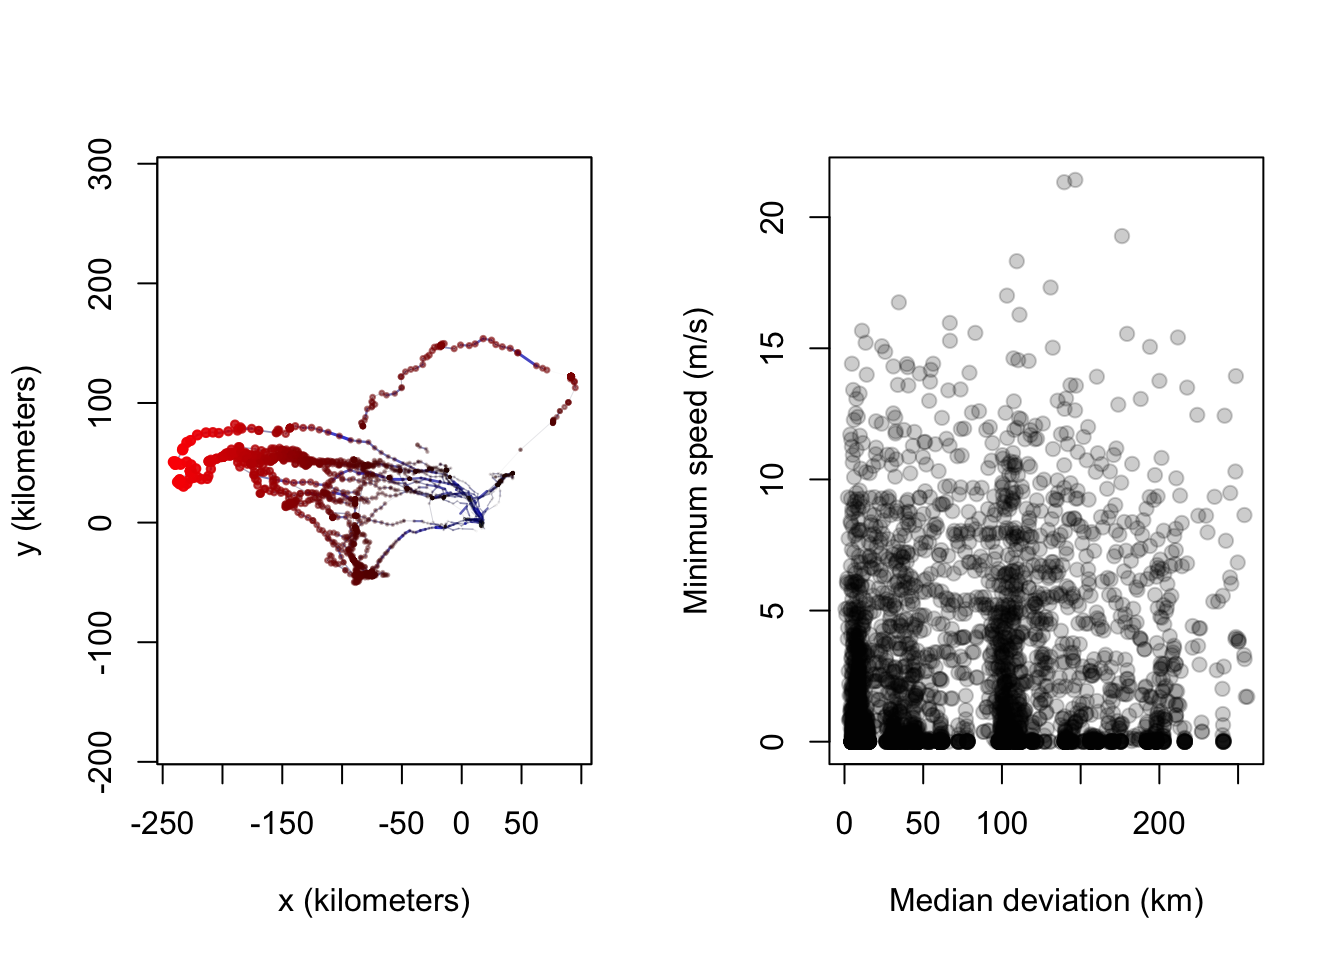 300
200
100
0
-100
-200
y (kilometers)
-250 -150 -50 0 50
x (kilometers)
20
15
10
5
0
Minimum speed (m/s)
0 50 100 200
Median deviation (km)